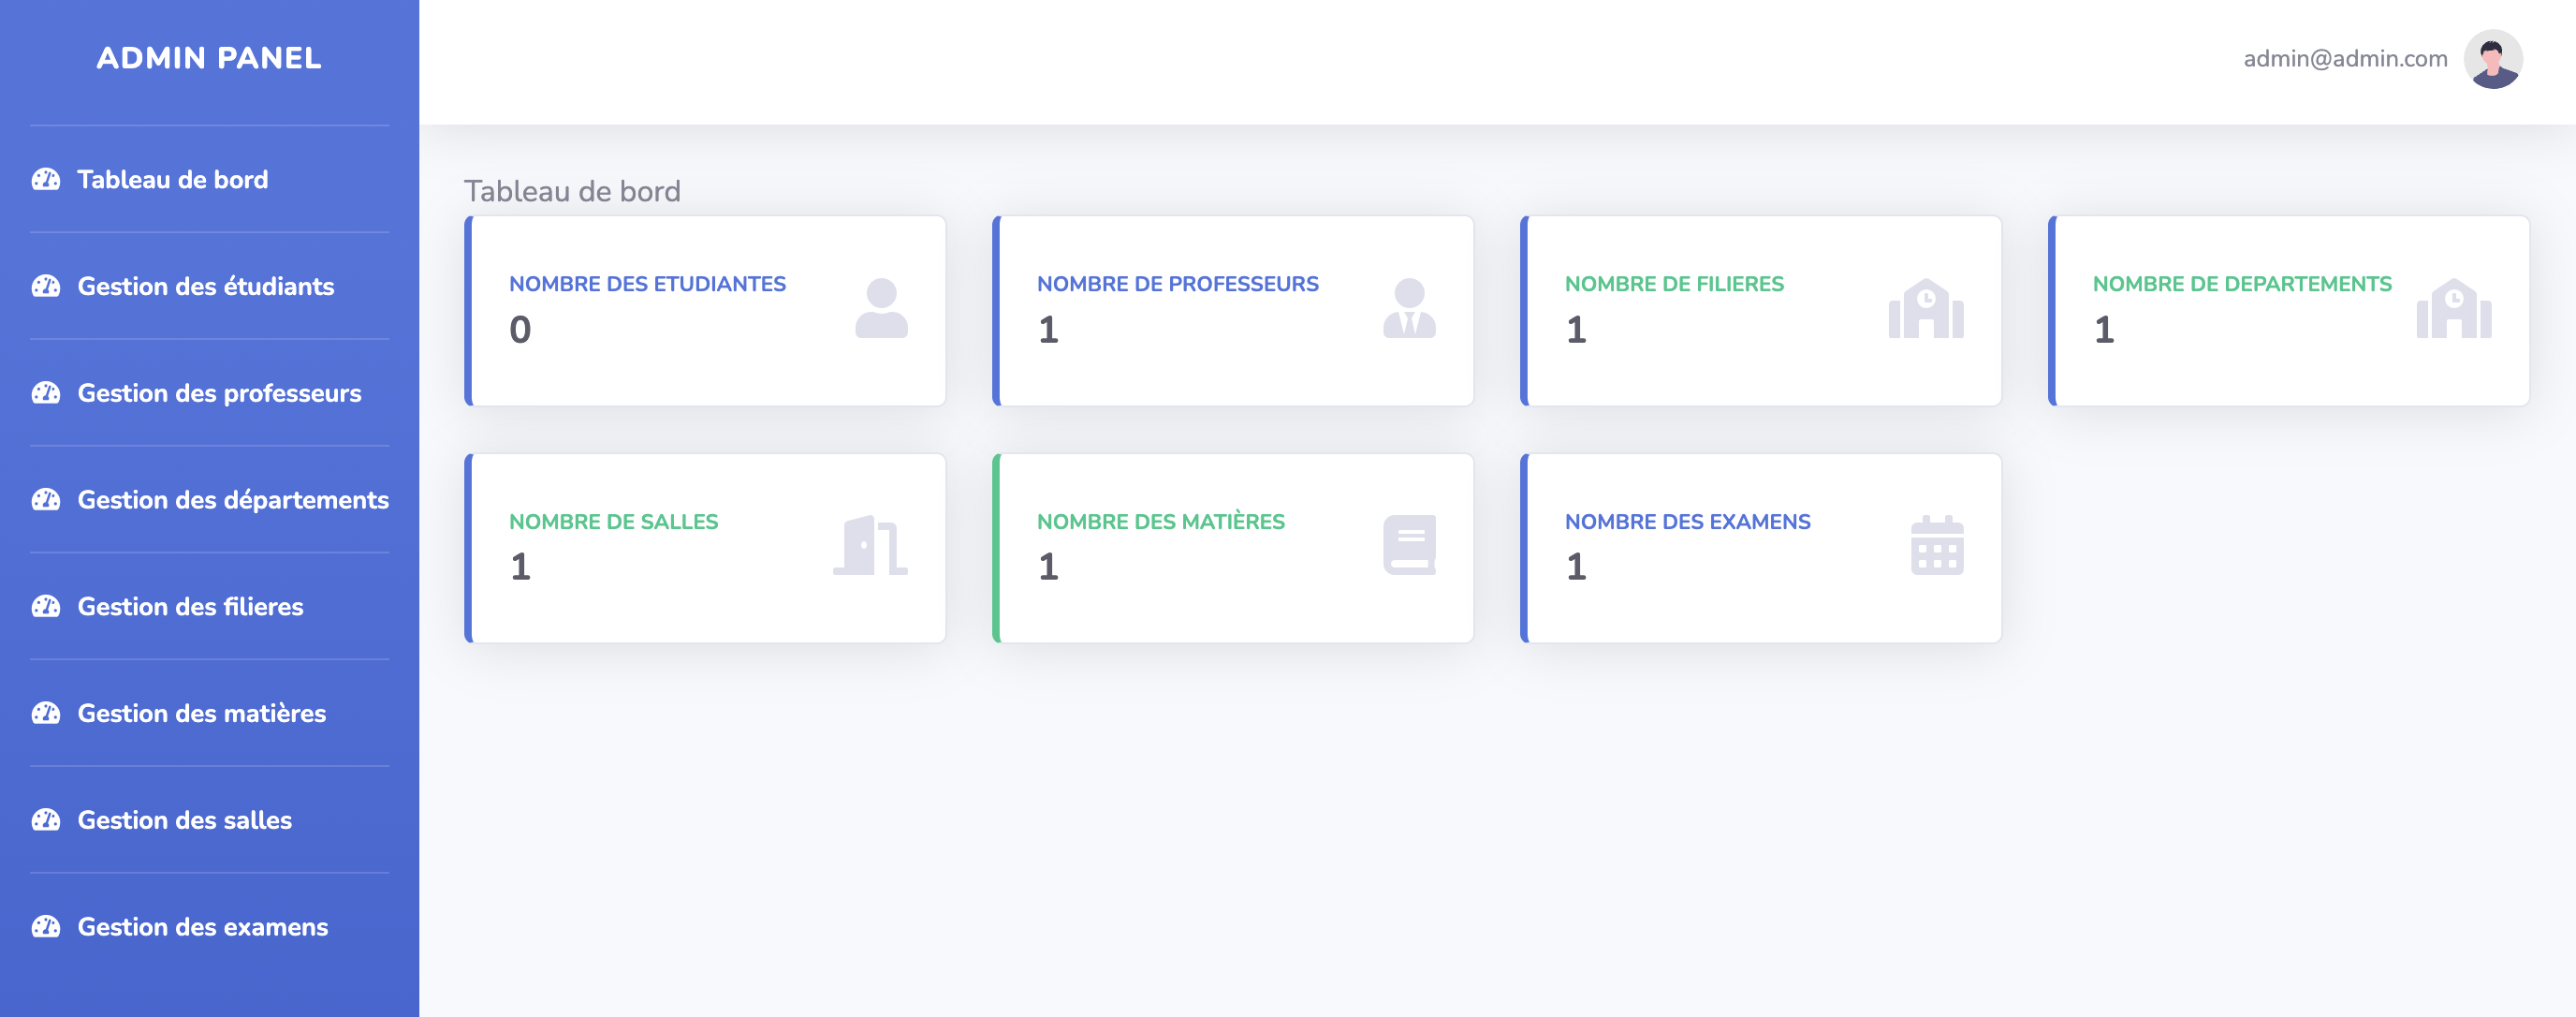 ADMIN PANEL
Tableau de bord
Gestion des étudiants
Gestion des professeurs
Gestion des départements
Gestion des filieres
Gestion des matières
Gestion des salles
Gestion des examens
admin@admin.com
Tableau de bord
NOMBRE DES ETUDIANTES
0
NOMBRE DE PROFESSEURS
1
NOMBRE DE FILIERES
1
NOMBRE DE DEPARTEMENTS
1
NOMBRE DE SALLES
1
NOMBRE DES MATIÈRES
1
NOMBRE DES EXAMENS
1